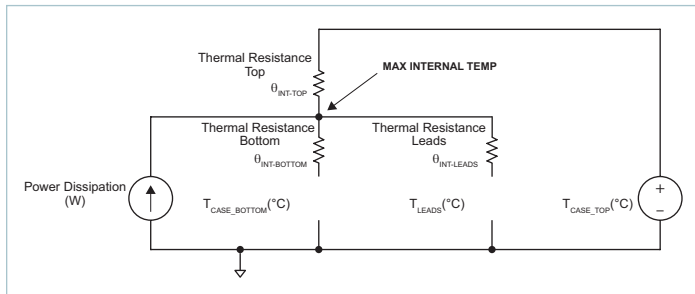 Thermal Resistance
Top
θINT-TOP
MAX INTERNAL TEMP
Thermal Resistance
Bottom
θINT-BOTTOM
Thermal Resistance
Leads
θINT-LEADS
Power Dissipation
(W)
TCASE_BOTTOM(°C)
TLEADS(°C)
TCASE_TOP(°C)
+
–